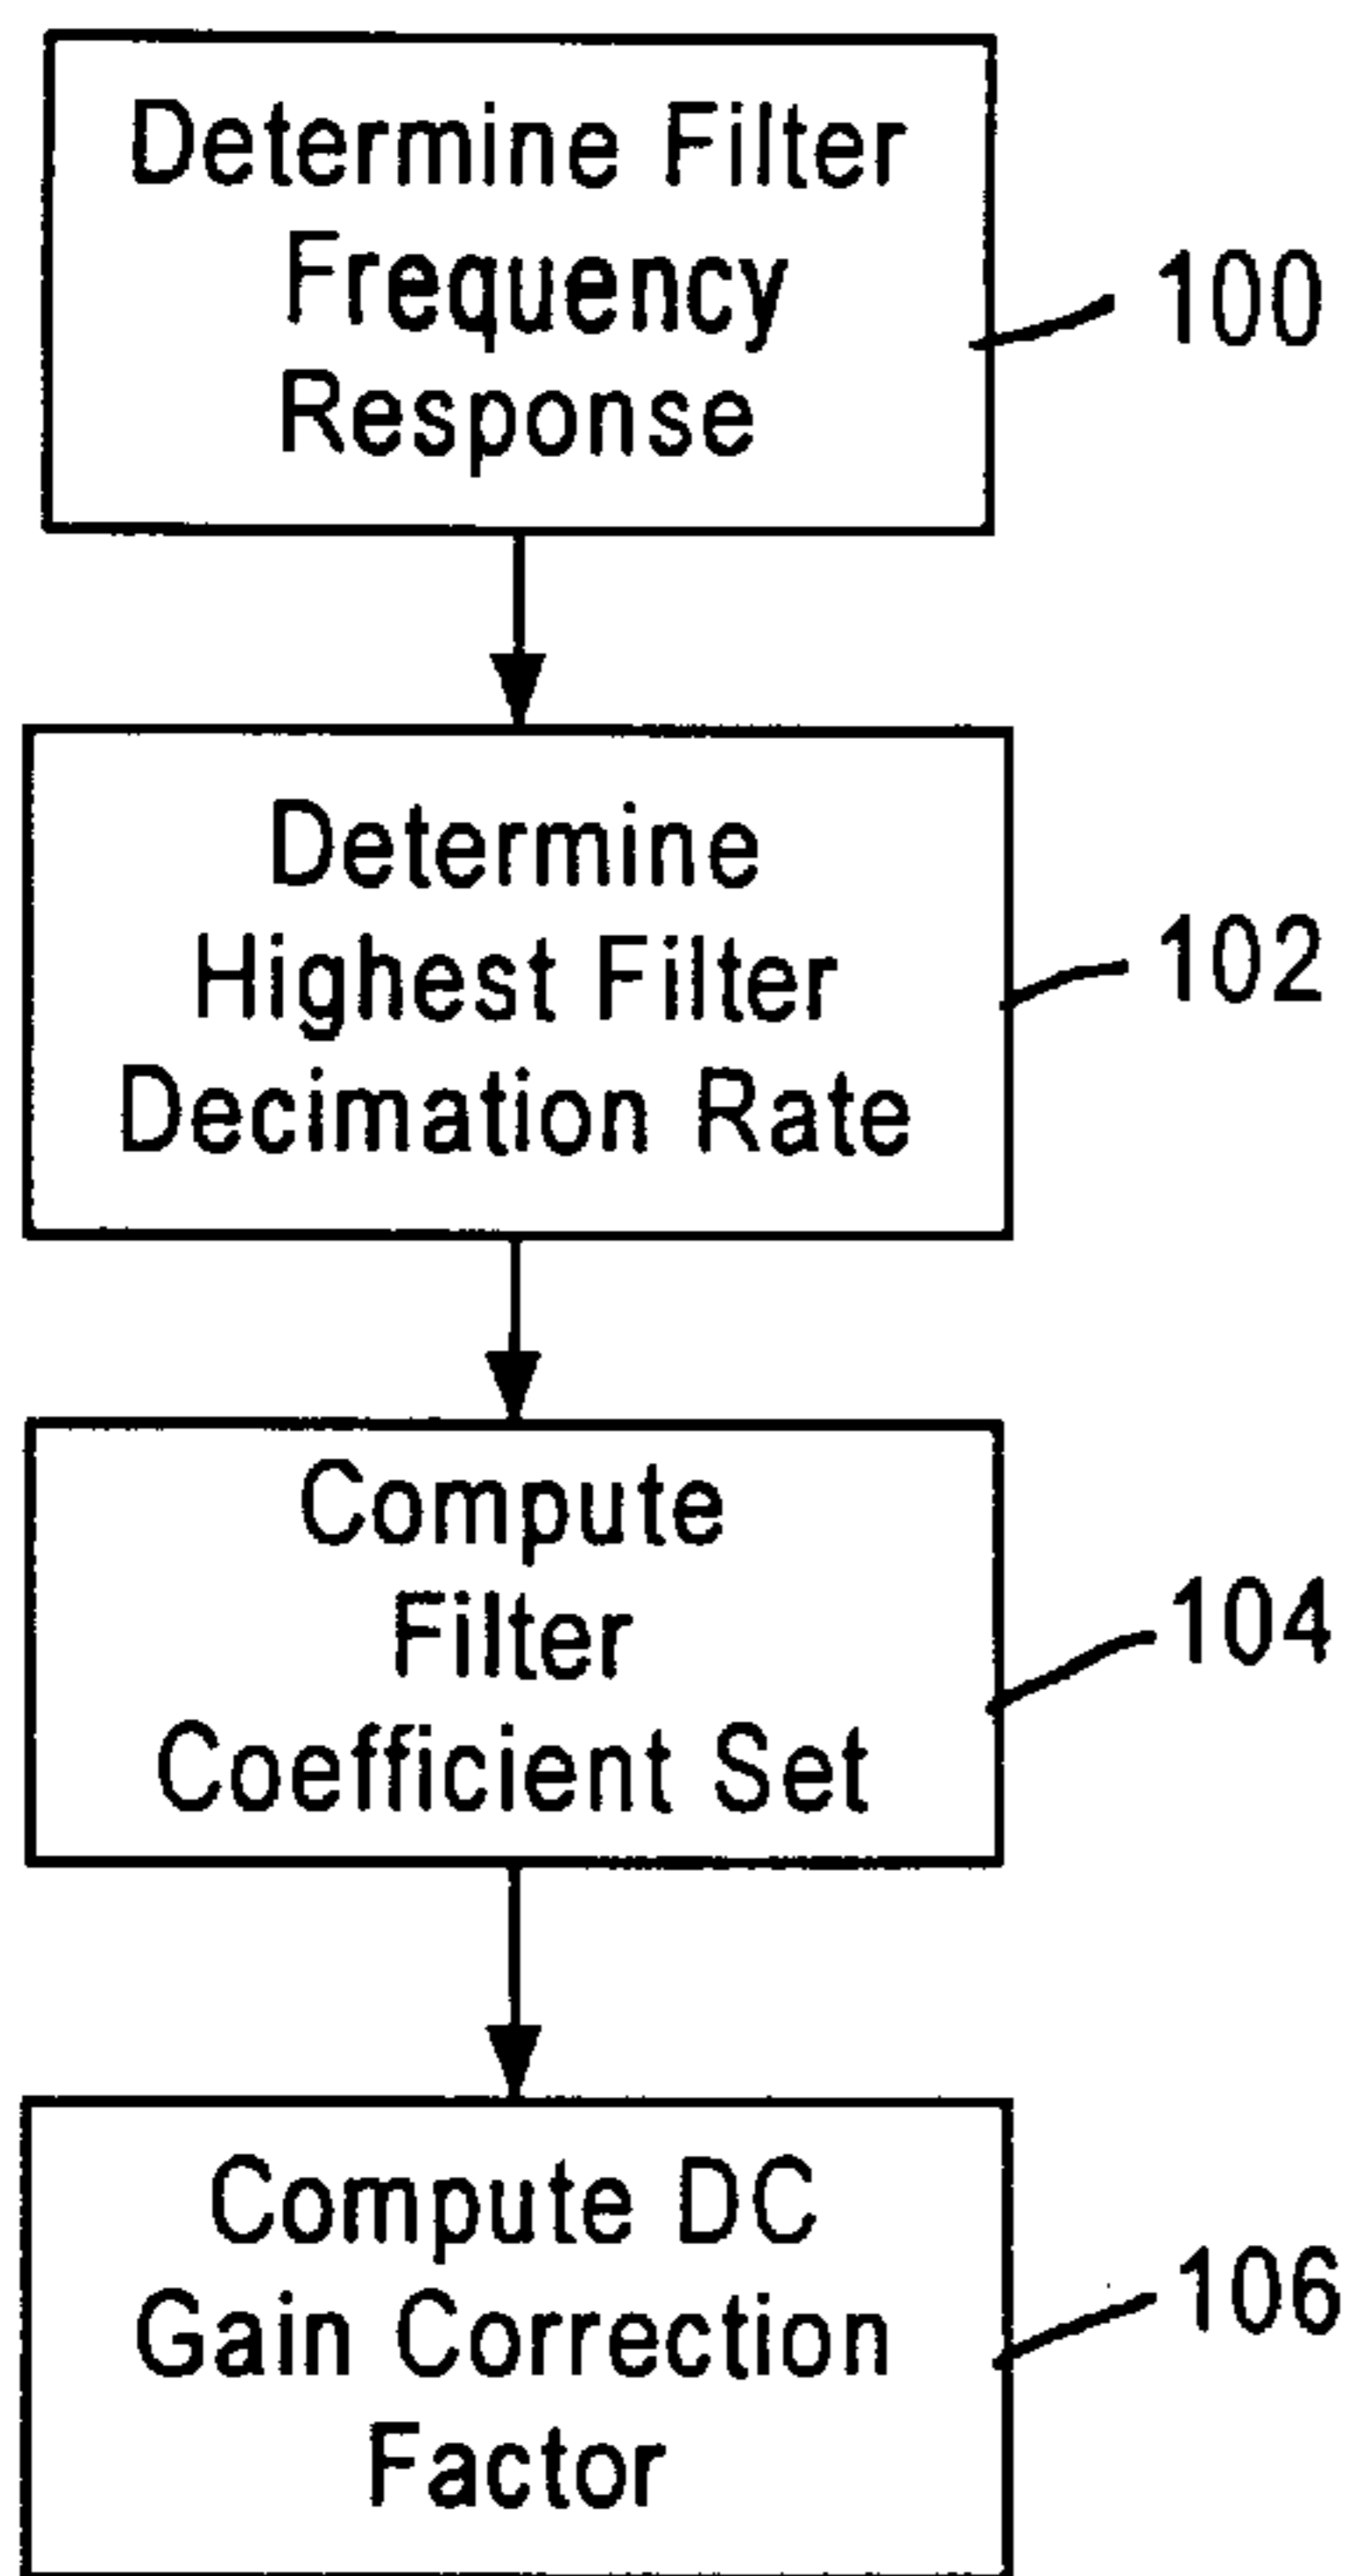 Determine Filter
Frequency
Response
100
Determine
Highest Filter
Decimation Rate
102
Compute
Filter
Coefficient Set
104
Compute DC
Gain Correction
Factor
106